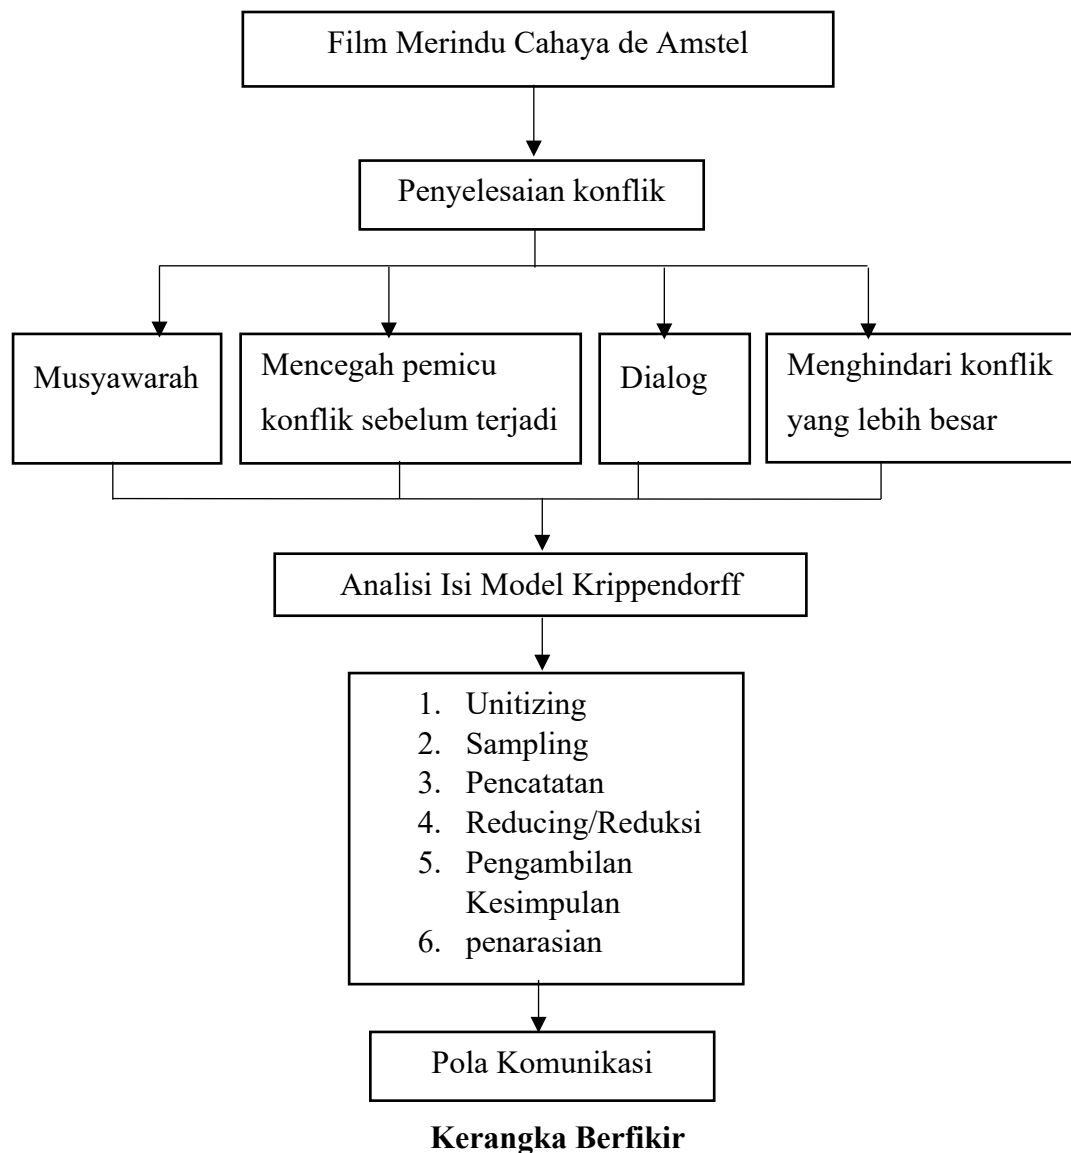 Film Merindu Cahaya de Amstel
Penyelesaian konflik
Musyawarah
Mencegah pemicu
konflik sebelum terjadi
Dialog
Menghindari konflik
yang lebih besar
Analisi Isi Model Krippendorff
1. Unitizing
2. Sampling
3. Pencatatan
4. Reducing/Reduksi
5. Pengambilan
Kesimpulan
6. penarasian
Pola Komunikasi
Kerangka Berfikir